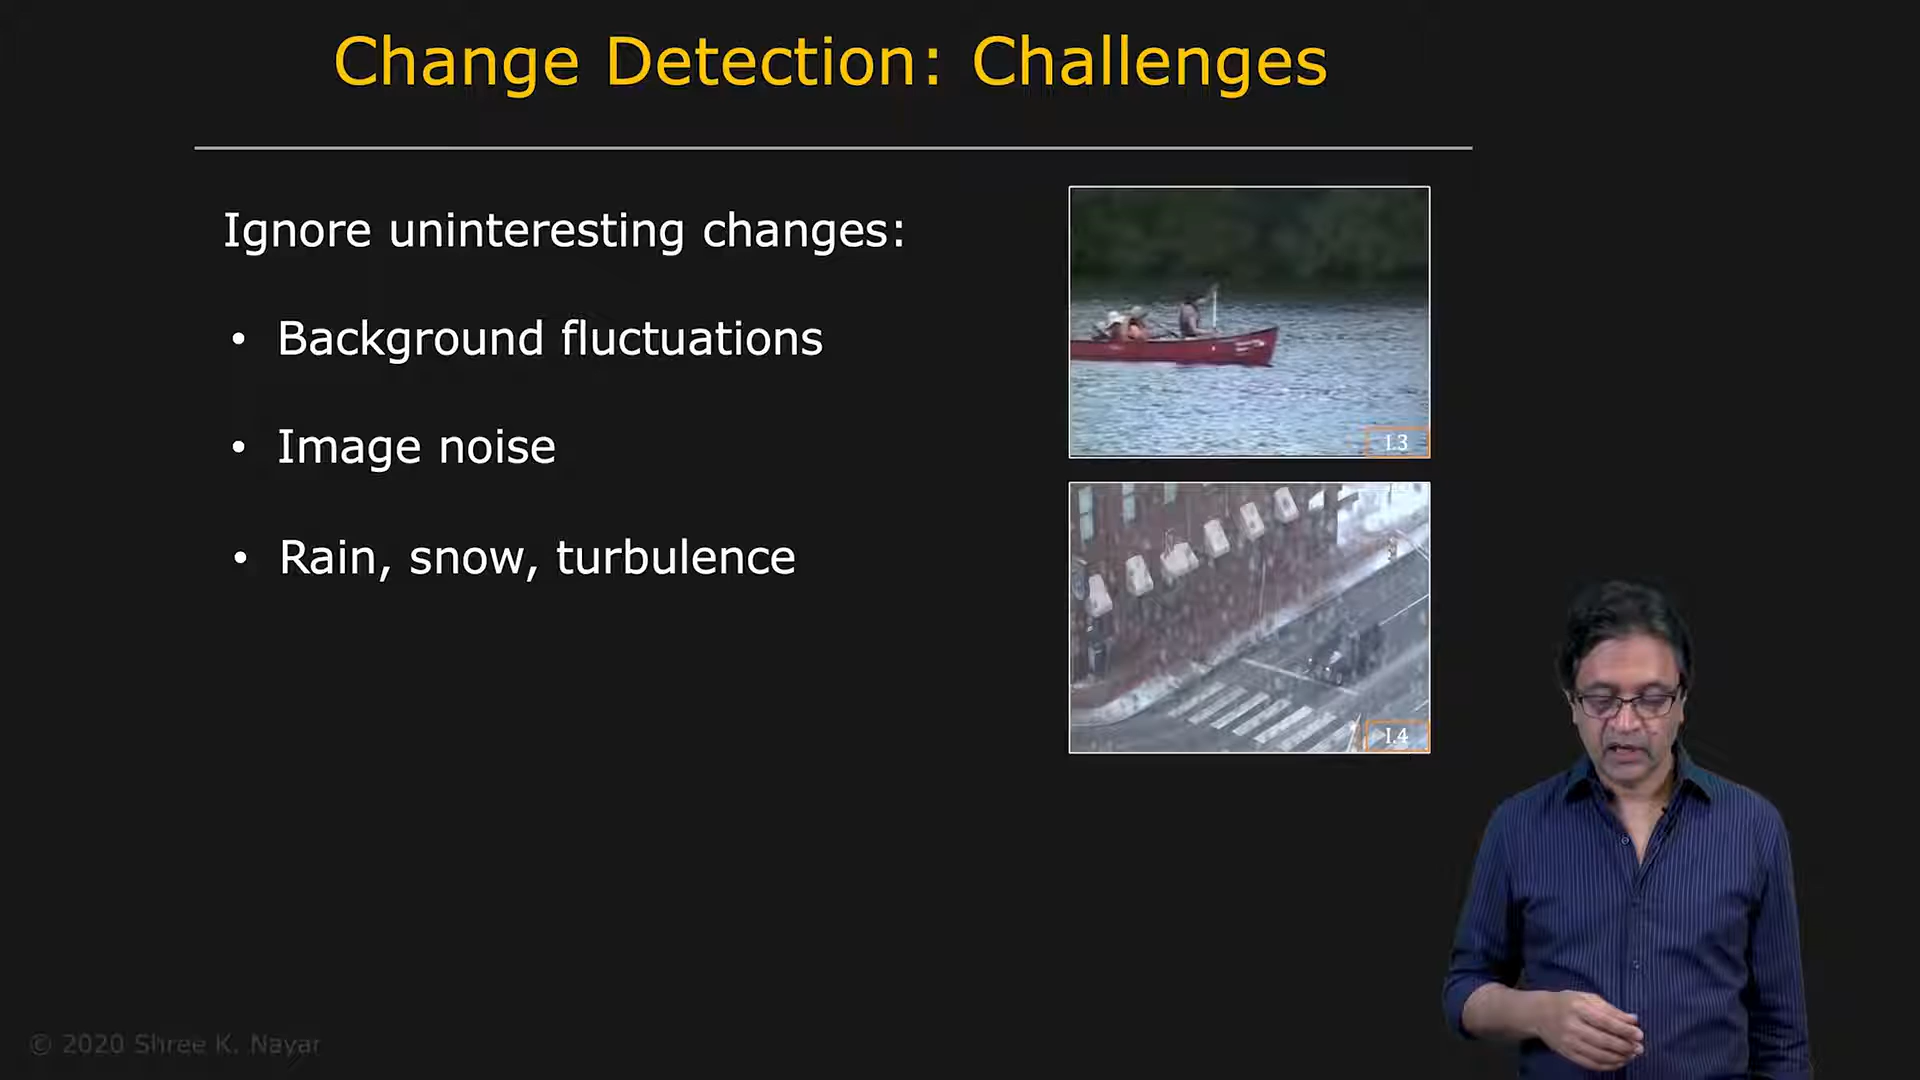 Change Detection: Challenges
Ignore uninteresting changes:
• Background fluctuations
• Image noise
• Rain, snow, turbulence
I.3
I.4
© 2020 Shree K. Nayar